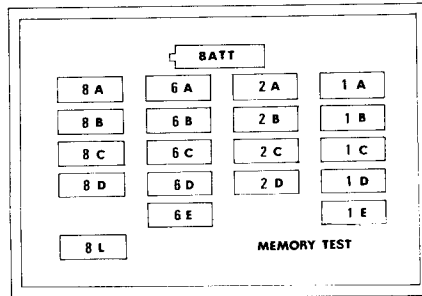 8ATT
8 A 6 A 2 A 1 A
8 B 6 B 2 B 1 B
8 C 6 C 2 C 1 C
8 D 6 D 2 D 1 D
6 E 1 E
8 L MEMORY TEST